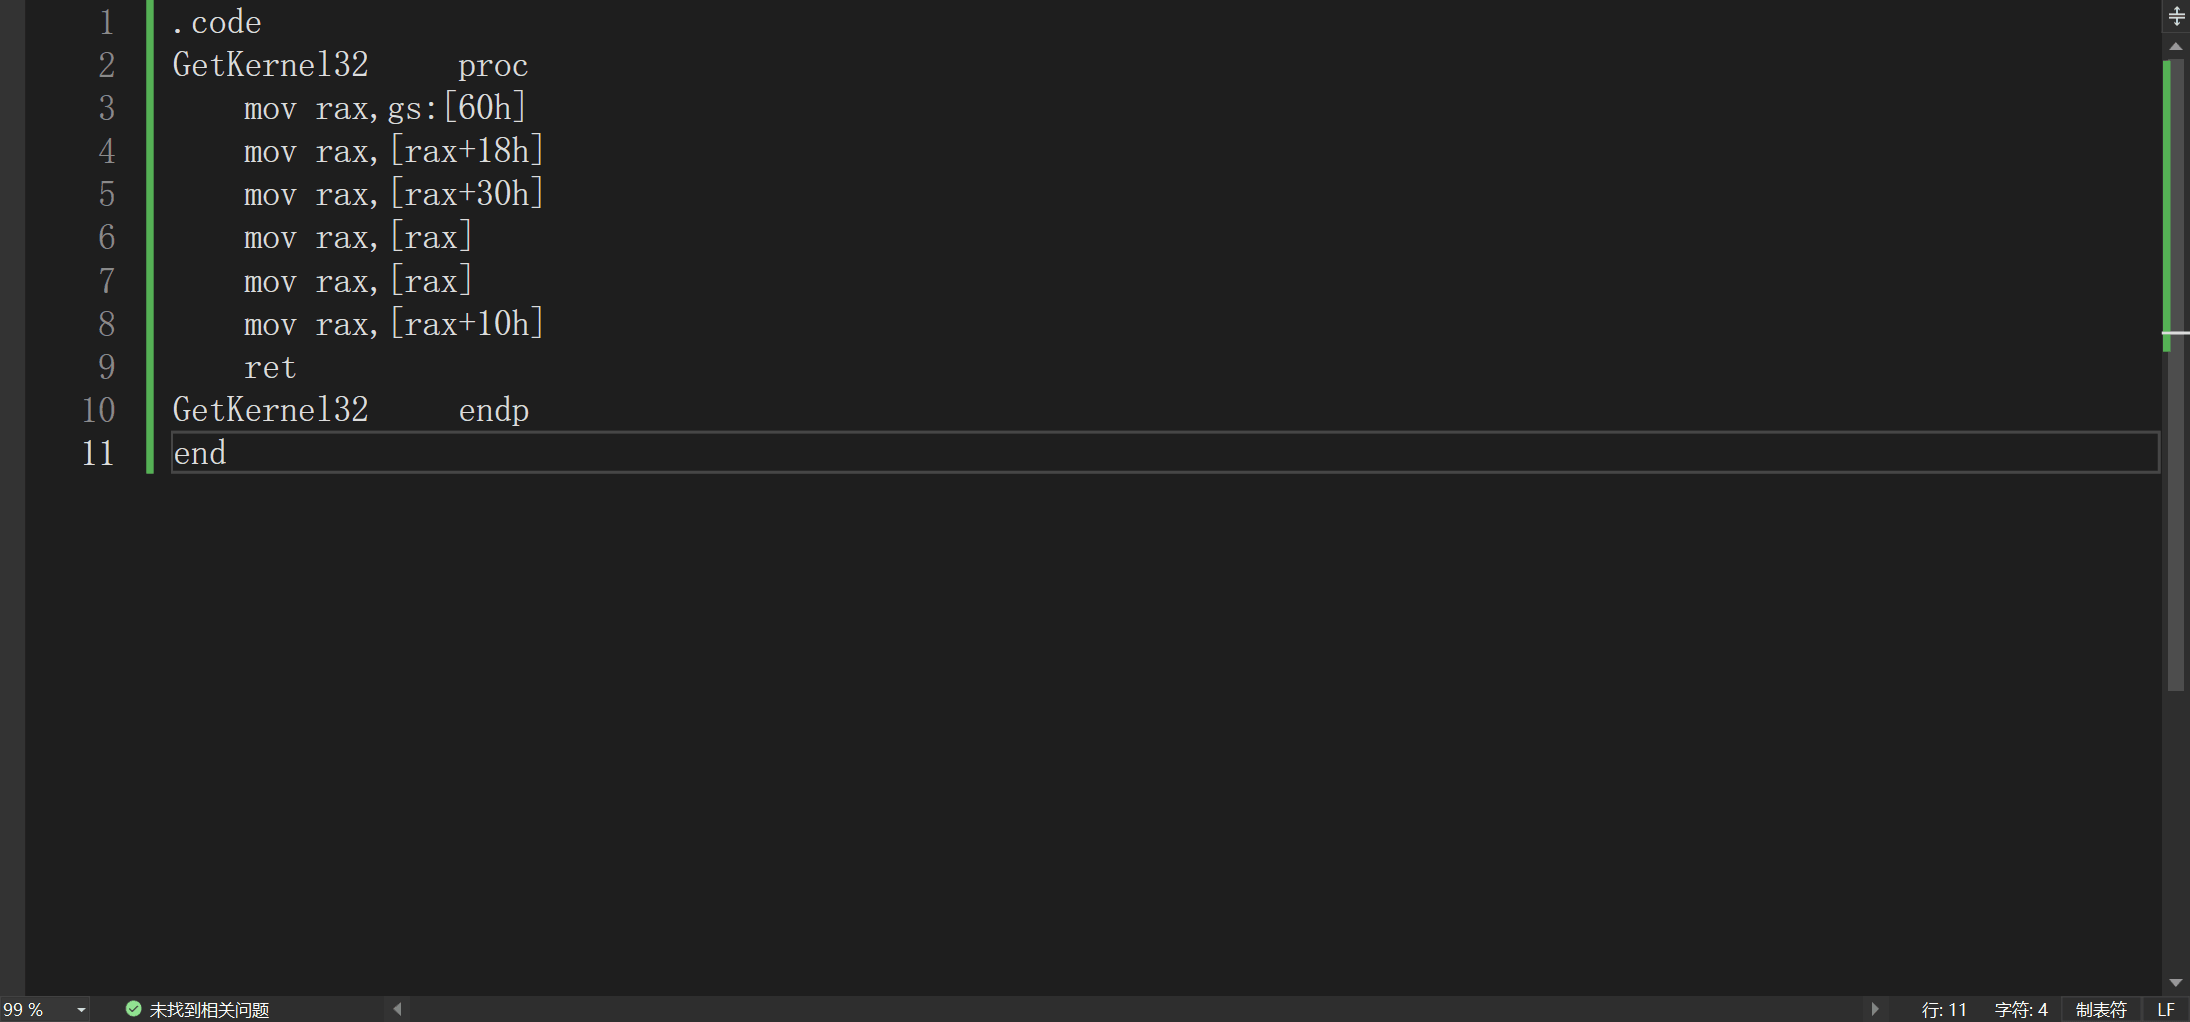 1 .code
2 GetKernel32     proc
3     mov rax,gs:[60h]
4     mov rax,[rax+18h]
5     mov rax,[rax+30h]
6     mov rax,[rax]
7     mov rax,[rax]
8     mov rax,[rax+10h]
9     ret
10 GetKernel32     endp
11 end
99 % 未找到相关问题 行: 11 字符: 4 制表符 LF